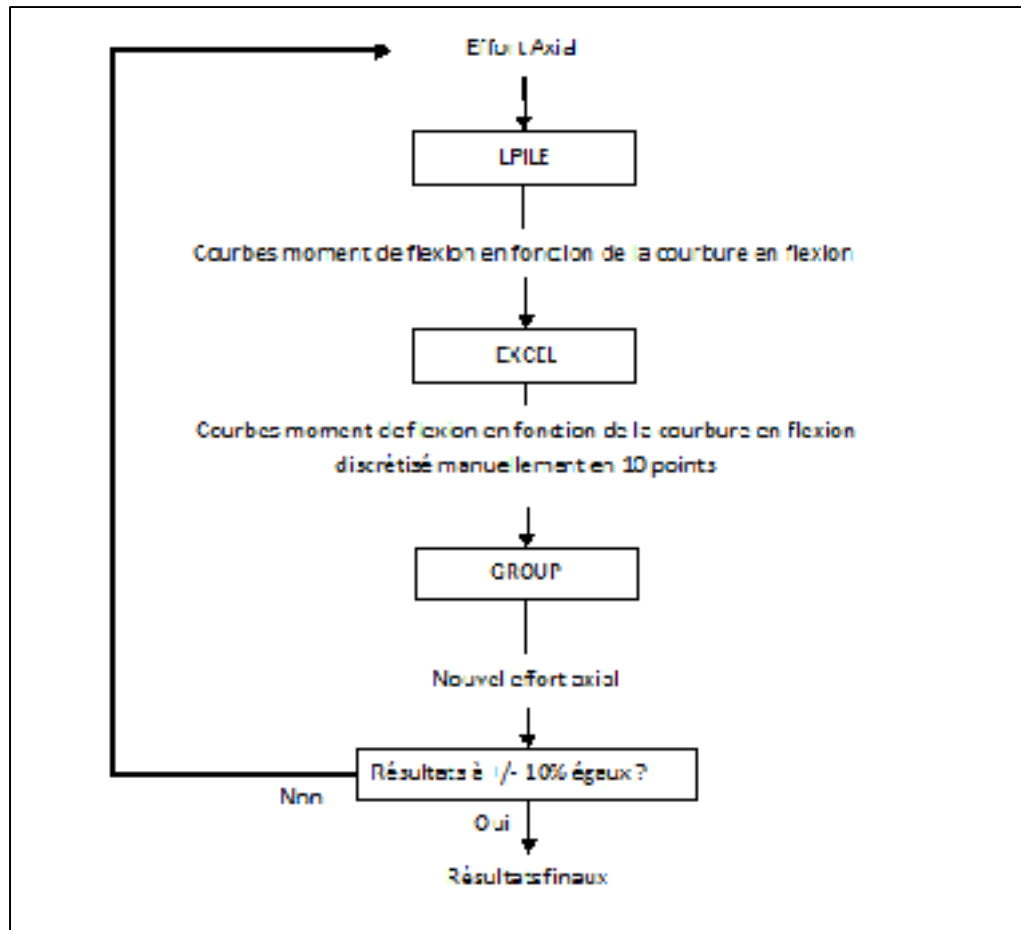 Effort Axial
LPILE
Courbes moment de flexion en fonction de la courbure en flexion
EXCEL
Courbes moment de flexion en fonction de la courbure en flexion
discrétisé manuellement en 10 points
GROUP
Nouvel effort axial
Résultats à +/- 10% égaux ?
Non
Oui
Résultats finaux